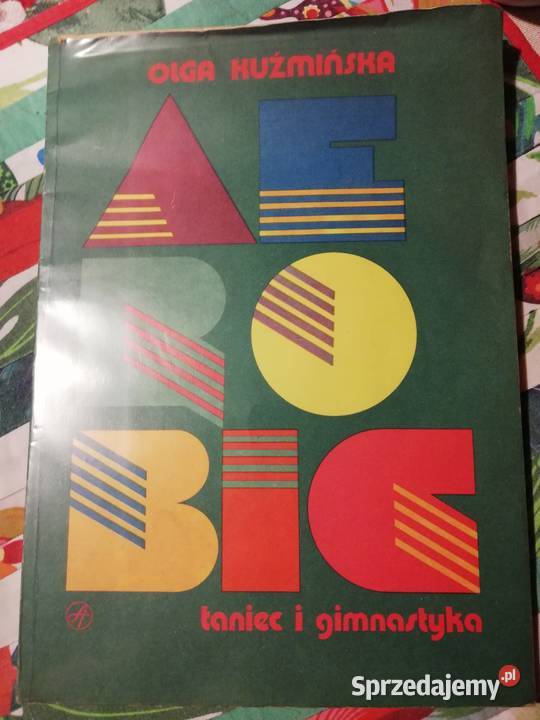 OLGA KUŹMIŃSKA
AE
RO
BIC
taniec i gimnastyka
Sprzedajemy.pl